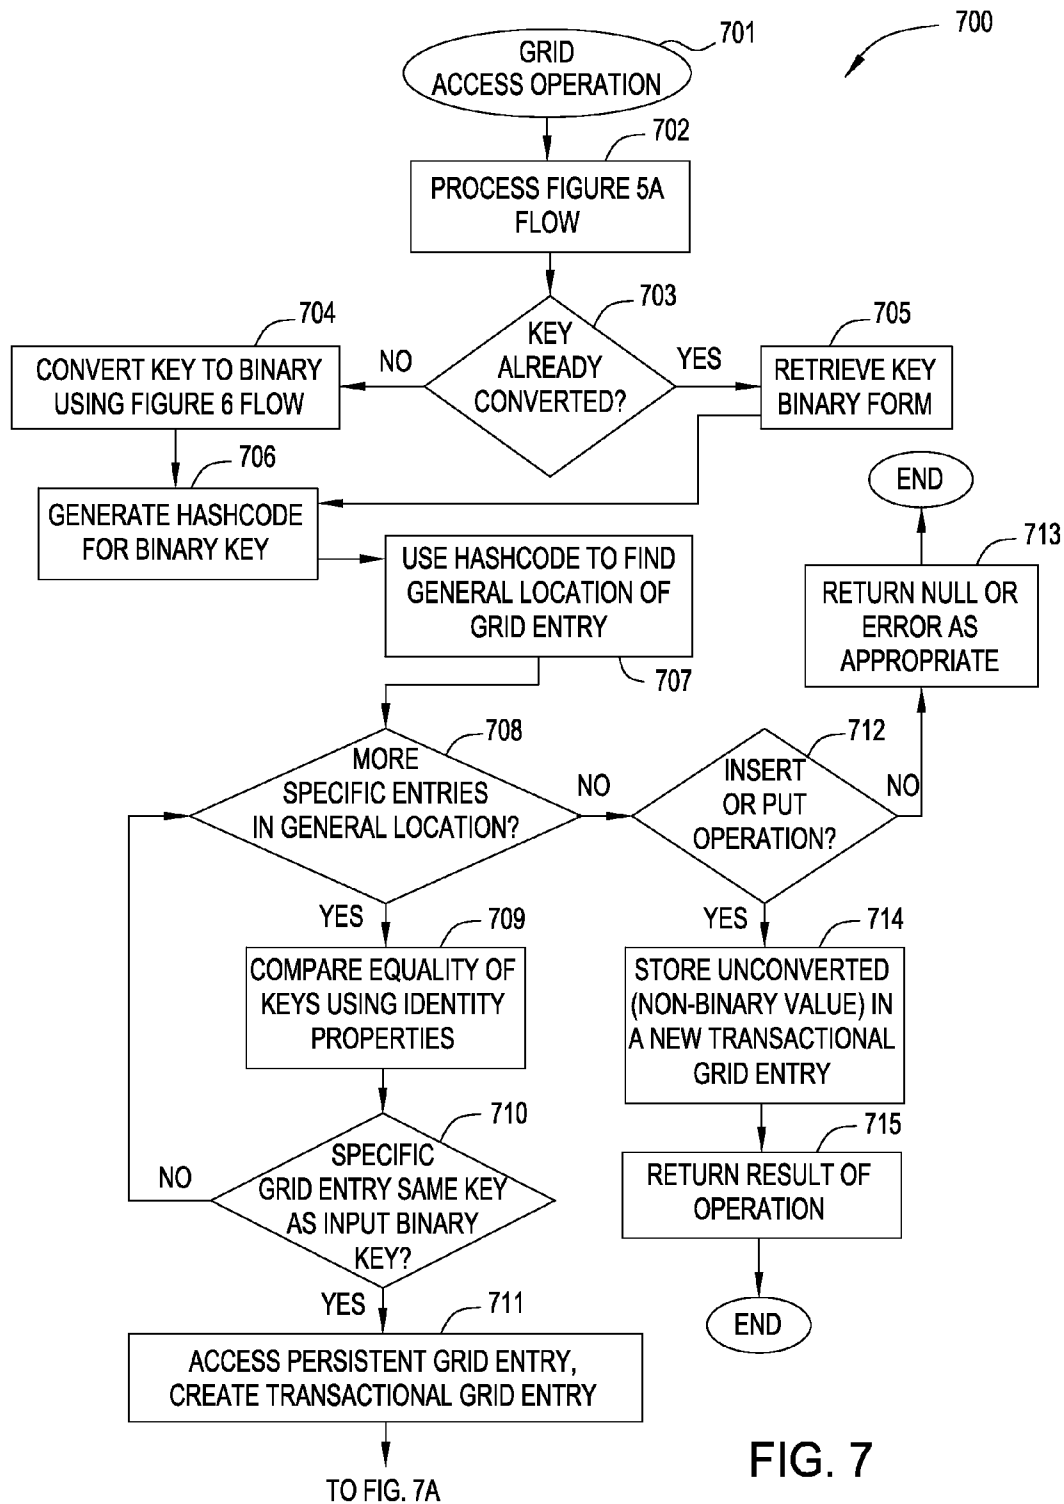 700
701
GRID
ACCESS OPERATION
702
PROCESS FIGURE 5A
FLOW
703
KEY
ALREADY
CONVERTED?
NO
YES
704
CONVERT KEY TO BINARY
USING FIGURE 6 FLOW
705
RETRIEVE KEY
BINARY FORM
706
GENERATE HASHCODE
FOR BINARY KEY
USE HASHCODE TO FIND
GENERAL LOCATION OF
GRID ENTRY
707
END
713
RETURN NULL OR
ERROR AS
APPROPRIATE
708
MORE
SPECIFIC ENTRIES
IN GENERAL LOCATION?
NO
712
INSERT
OR PUT
OPERATION?
NO
YES
709
COMPARE EQUALITY OF
KEYS USING IDENTITY
PROPERTIES
YES
714
STORE UNCONVERTED
(NON-BINARY VALUE) IN
A NEW TRANSACTIONAL
GRID ENTRY
710
SPECIFIC
GRID ENTRY SAME KEY
AS INPUT BINARY
KEY?
NO
715
RETURN RESULT OF
OPERATION
END
YES
711
ACCESS PERSISTENT GRID ENTRY,
CREATE TRANSACTIONAL GRID ENTRY
TO FIG. 7A
FIG. 7